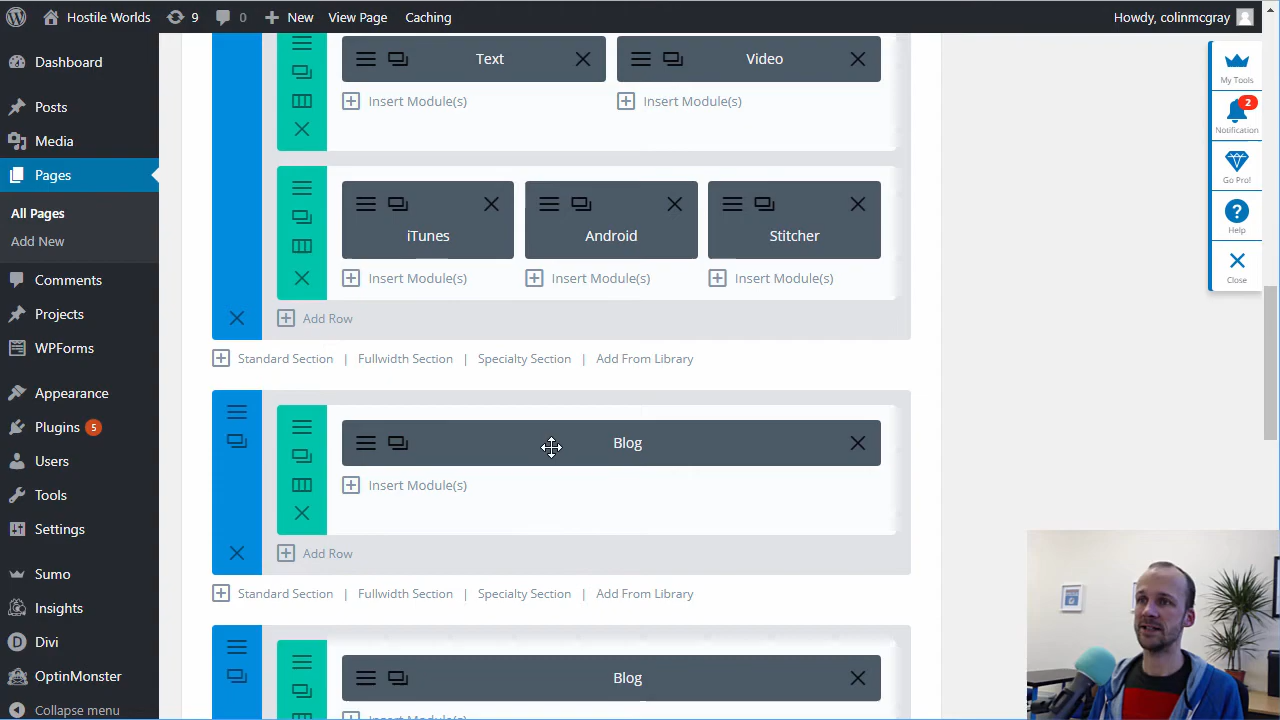 Hostile Worlds
9
0
New
View Page
Caching
Howdy, colinmcgray
Dashboard
Posts
Media
Pages
All Pages
Add New
Comments
Projects
WPForms
Appearance
Plugins 5
Users
Tools
Settings
Sumo
Insights
Divi
OptinMonster
Collapse menu
Text
Video
Insert Module(s)
Insert Module(s)
iTunes
Android
Stitcher
Insert Module(s)
Insert Module(s)
Insert Module(s)
Add Row
Standard Section | Fullwidth Section | Specialty Section | Add From Library
Blog
Insert Module(s)
Add Row
Standard Section | Fullwidth Section | Specialty Section | Add From Library
Blog
Insert Module(s)
My Tools
2
Notification
Go Pro!
Help
Close